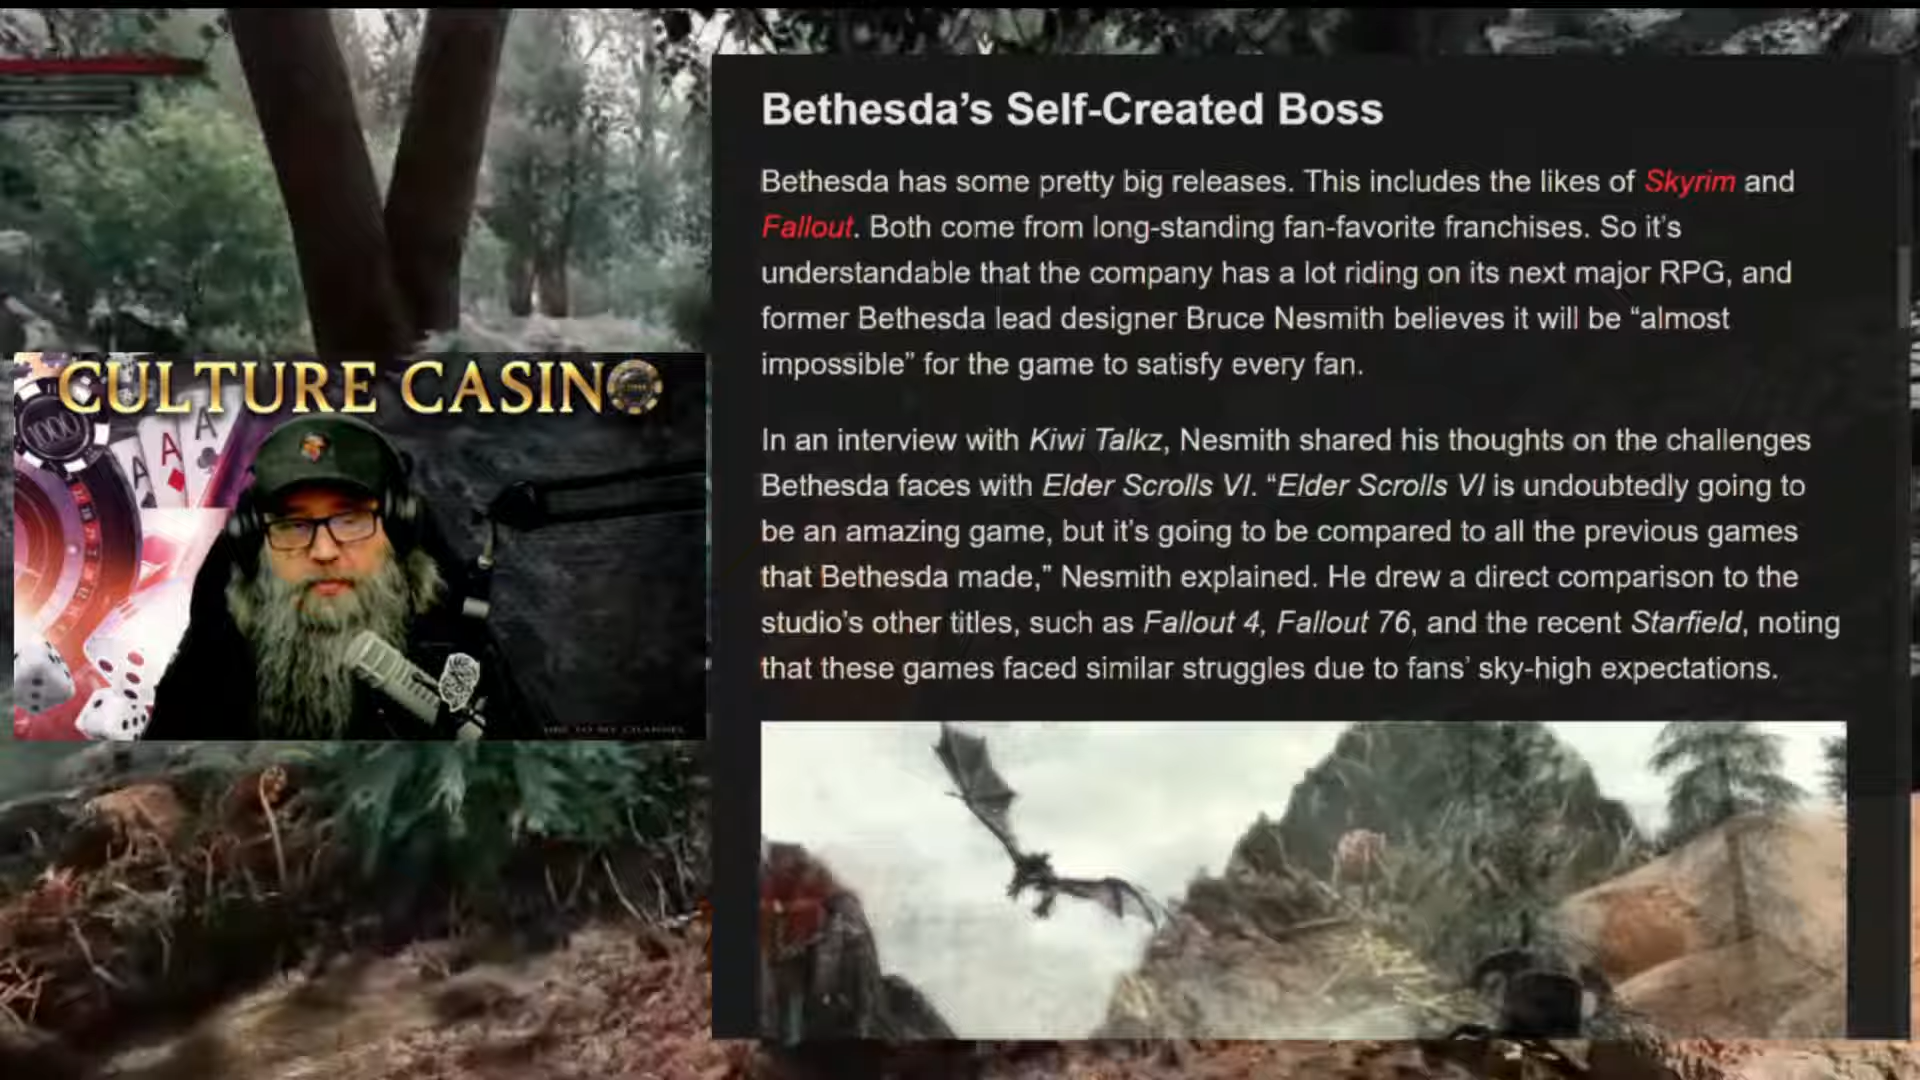 Bethesda’s Self-Created Boss
Bethesda has some pretty big releases. This includes the likes of Skyrim and
Fallout. Both come from long-standing fan-favorite franchises. So it’s
understandable that the company has a lot riding on its next major RPG, and
former Bethesda lead designer Bruce Nesmith believes it will be “almost
impossible” for the game to satisfy every fan.
In an interview with Kiwi Talkz, Nesmith shared his thoughts on the challenges
Bethesda faces with Elder Scrolls VI. “Elder Scrolls VI is undoubtedly going to
be an amazing game, but it’s going to be compared to all the previous games
that Bethesda made,” Nesmith explained. He drew a direct comparison to the
studio’s other titles, such as Fallout 4, Fallout 76, and the recent Starfield, noting
that these games faced similar struggles due to fans’ sky-high expectations.
CULTURE CASINO
1000
A
A
A
TO MY CHANNEL